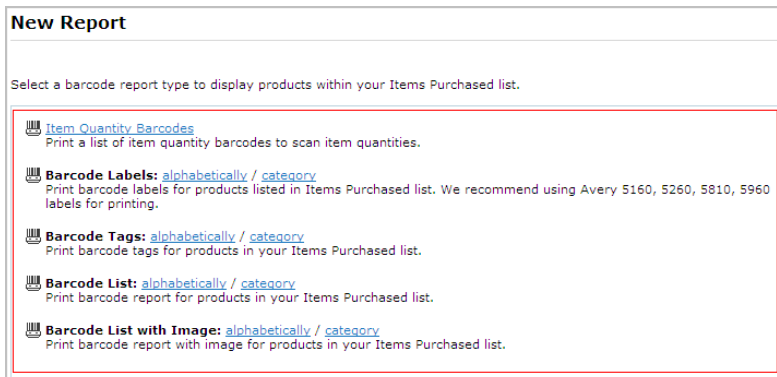 New Report
Select a barcode report type to display products within your Items Purchased list.
Item Quantity Barcodes
Print a list of item quantity barcodes to scan item quantities.
Barcode Labels: alphabetically / category
Print barcode labels for products listed in Items Purchased list. We recommend using Avery 5160, 5260, 5810, 5960
labels for printing.
Barcode Tags: alphabetically / category
Print barcode tags for products in your Items Purchased list.
Barcode List: alphabetically / category
Print barcode report for products in your Items Purchased list.
Barcode List with Image: alphabetically / category
Print barcode report with image for products in your Items Purchased list.